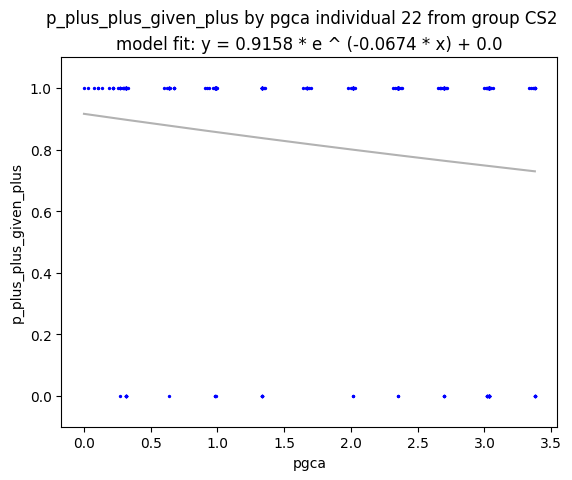 p_plus_plus_given_plus by pgca individual 22 from group CS2
model fit: y = 0.9158 * e ^ (-0.0674 * x) + 0.0
1.0
0.8
0.6
0.4
0.2
0.0
p_plus_plus_given_plus
0.0 0.5 1.0 1.5 2.0 2.5 3.0 3.5
pgca